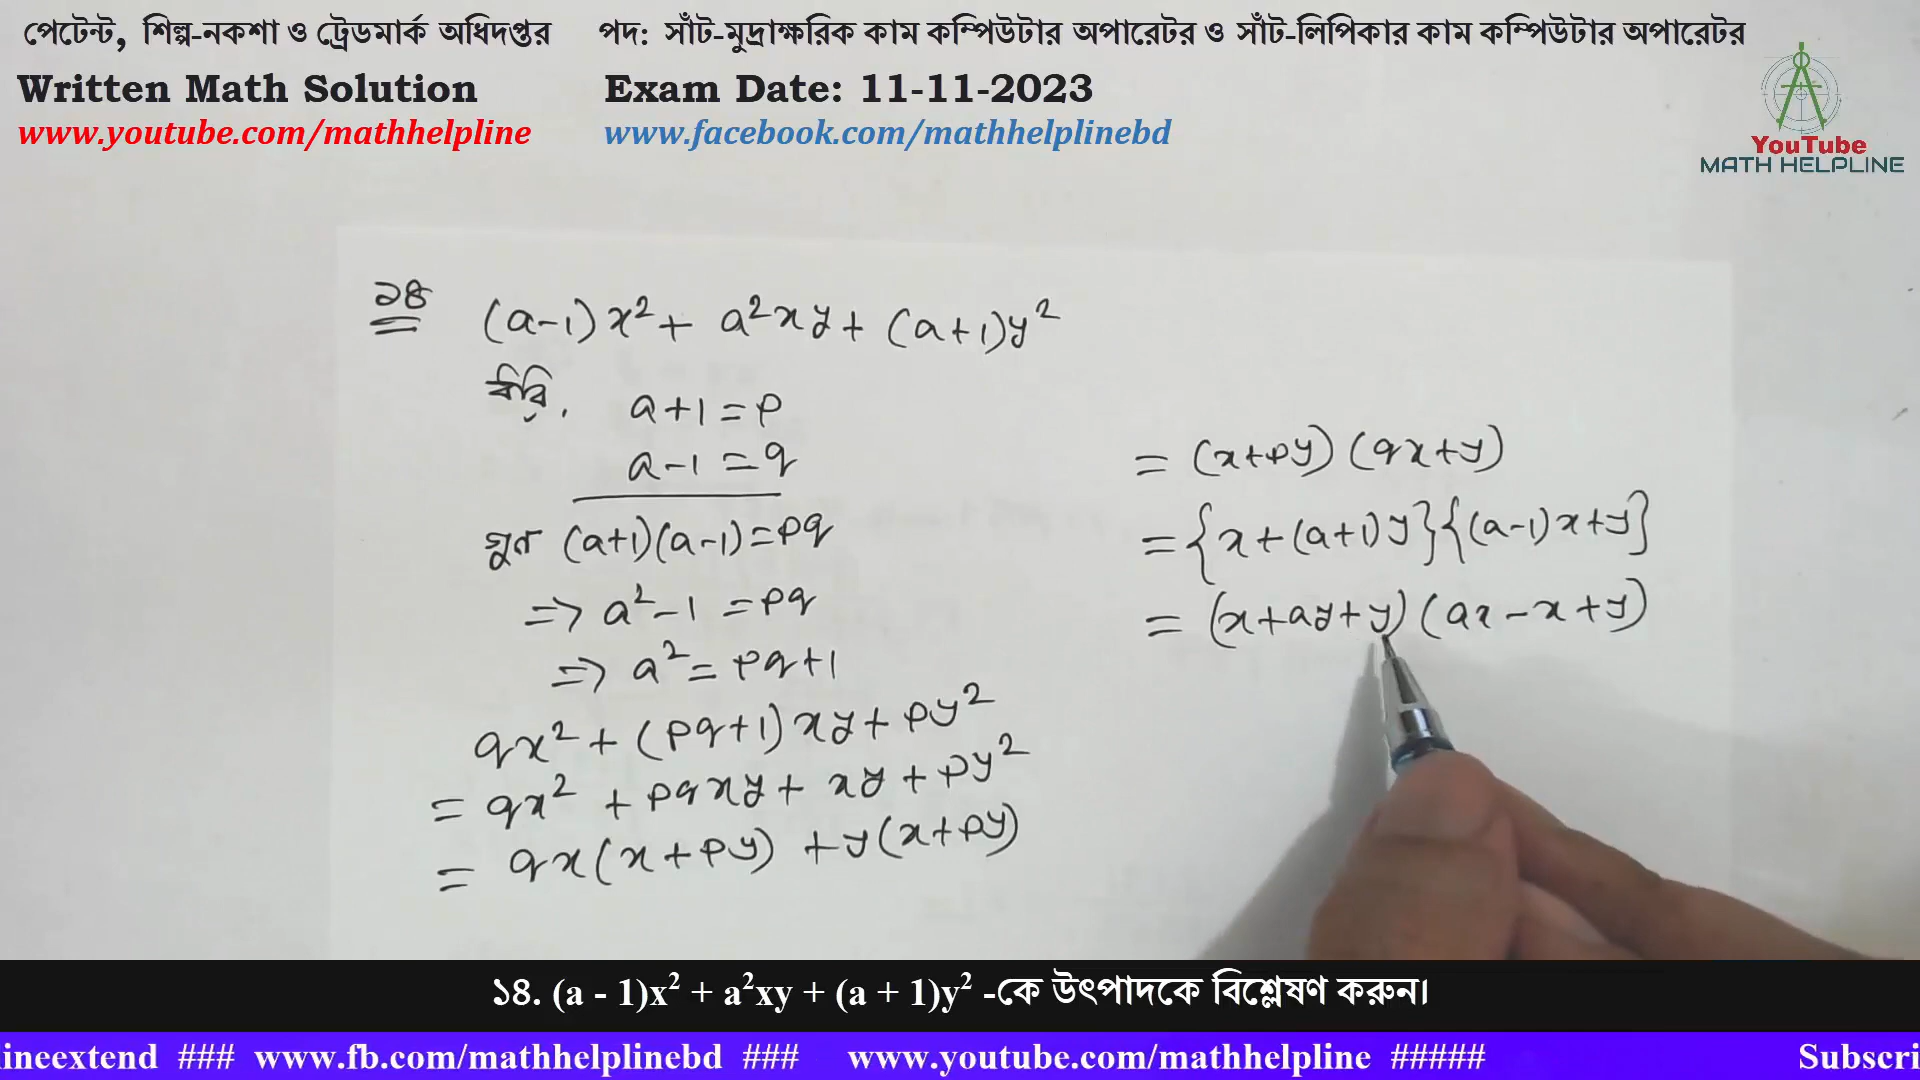 পেটেন্ট, শিল্প-নকশা ও ট্রেডমার্ক অধিদপ্তর পদ: সাঁট-মুদ্রাক্ষরিক কাম কম্পিউটার অপারেটর ও সাঁট-লিপিকার কাম কম্পিউটার অপারেটর
Written Math Solution Exam Date: 11-11-2023
www.youtube.com/mathhelpline www.facebook.com/mathhelplinebd
YouTube
MATH HELPLINE
১৪ (a-1)x² + a²xy + (a+1)y²
ধরি,
a+1 = p
a-1 = q
গুন (a+1)(a-1) = pq
=> a²-1 = pq
=> a² = pq+1
qx² + (pq+1)xy + py²
= qx² + pqxy + xy + py²
= qx(x+py) + y(x+py)
= (x+py)(qx+y)
= {x+(a+1)y}{(a-1)x+y}
= (x+ay+y)(ax-x+y)
১৪. (a - 1)x² + a²xy + (a + 1)y² -কে উৎপাদকে বিশ্লেষণ করুন।
lineextend ### www.fb.com/mathhelplinebd ### www.youtube.com/mathhelpline ##### Subscri